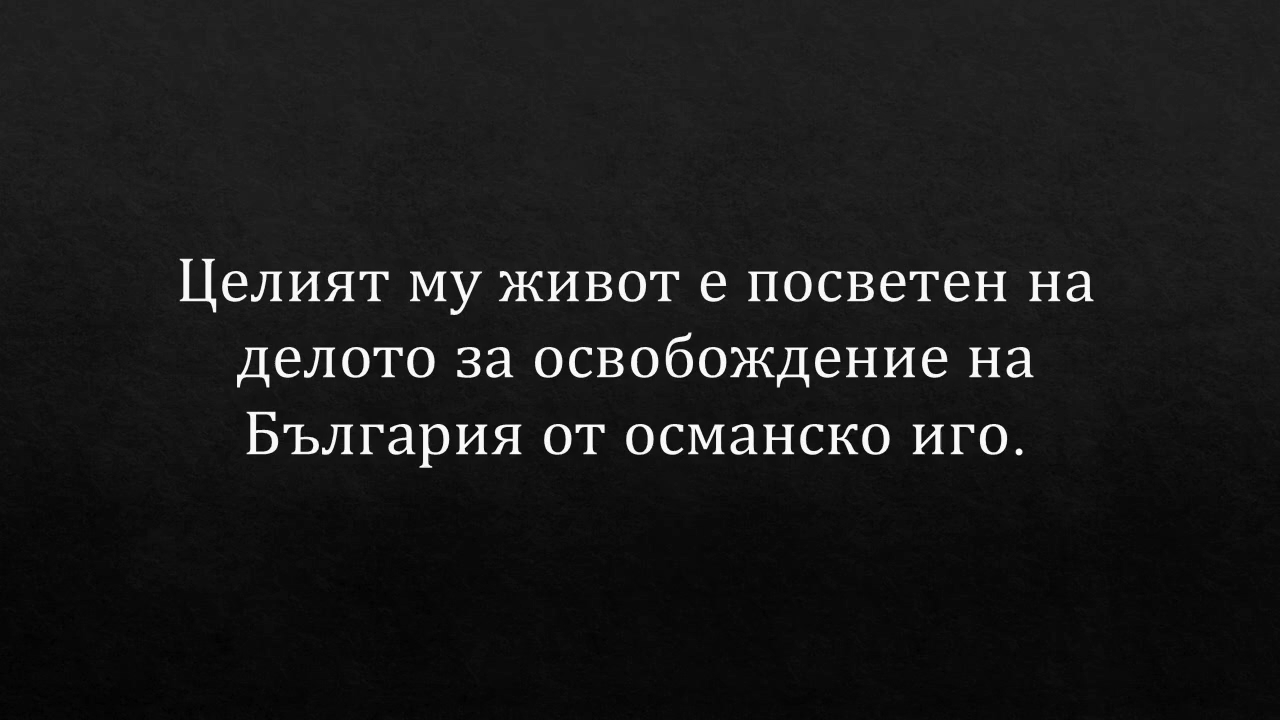 Целият му живот е посветен на
делото за освобождение на
България от османско иго.